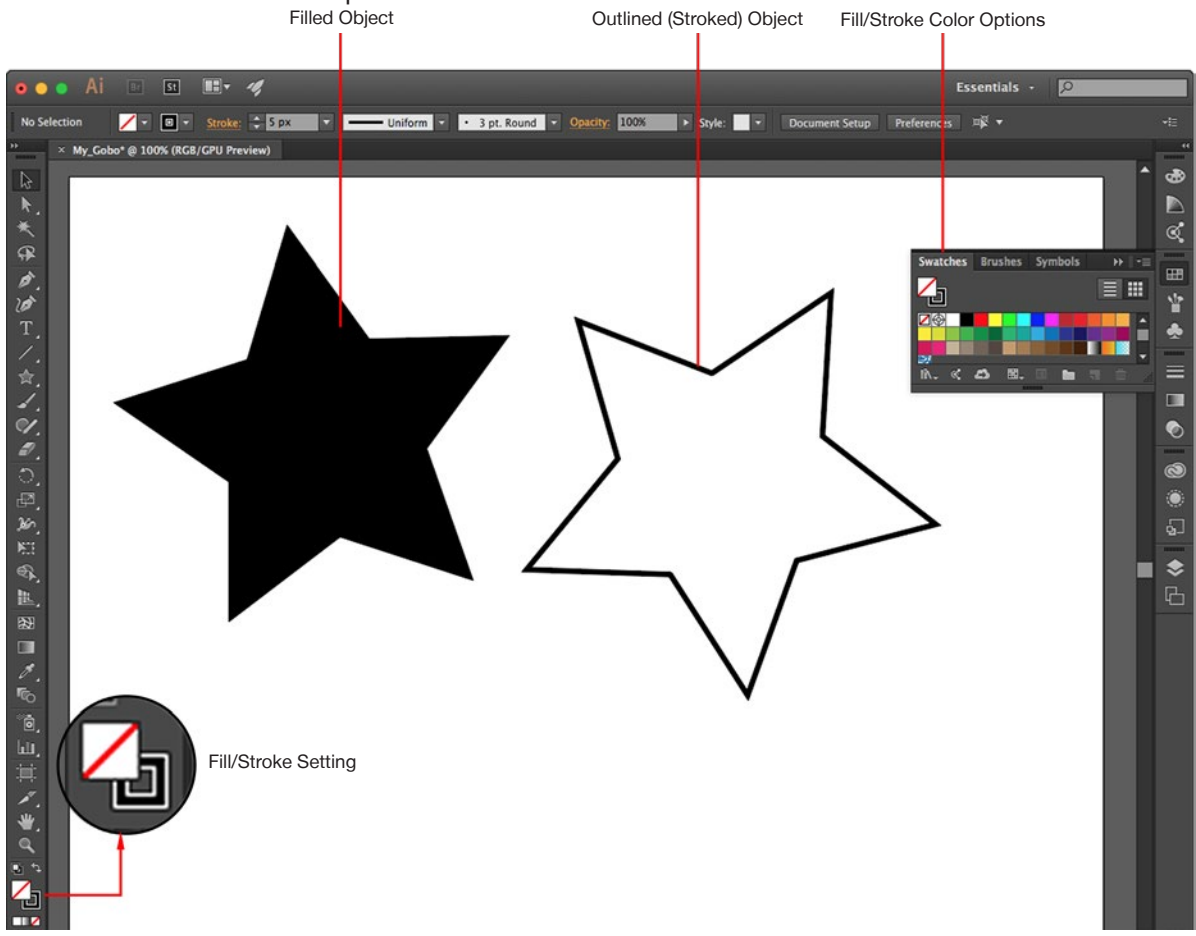 Filled Object
Outlined (Stroked) Object
Fill/Stroke Color Options
Ai Br St Essentials
No Selection Stroke: 5 px Uniform 3 pt. Round Opacity: 100% Style: Document Setup Preferences
× My_Gobo* @ 100% (RGB/GPU Preview)
Swatches Brushes Symbols
T
Fill/Stroke Setting